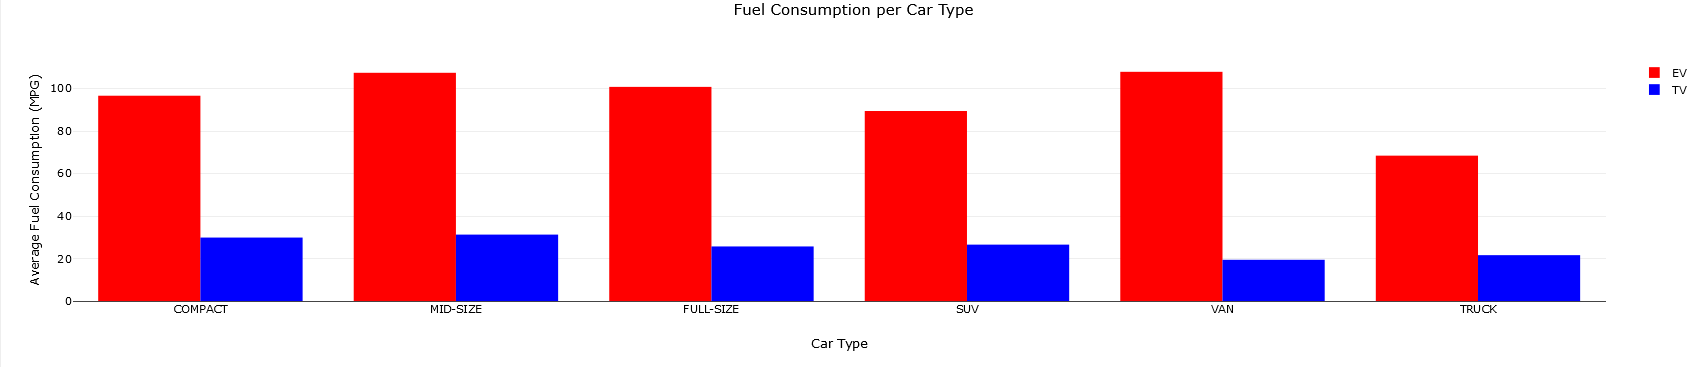 Fuel Consumption per Car Type
Average Fuel Consumption (MPG)
100
80
60
40
20
0
COMPACT MID-SIZE FULL-SIZE SUV VAN TRUCK
Car Type
EV
TV